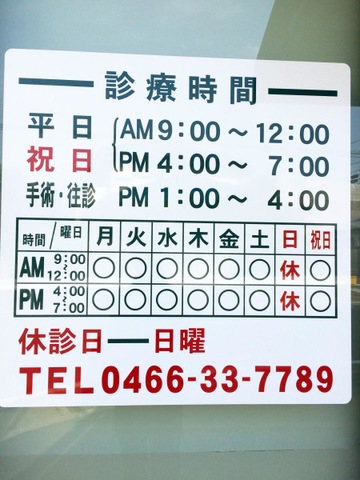 診療時間
平日 AM 9:00～12:00
祝日 PM 4:00～7:00
手術・往診 PM 1:00～4:00
時間/曜日 月 火 水 木 金 土 日 祝日
AM 9:00～12:00 ○ ○ ○ ○ ○ ○ 休 ○
PM 4:00～7:00 ○ ○ ○ ○ ○ ○ 休 ○
休診日━日曜
TEL0466-33-7789